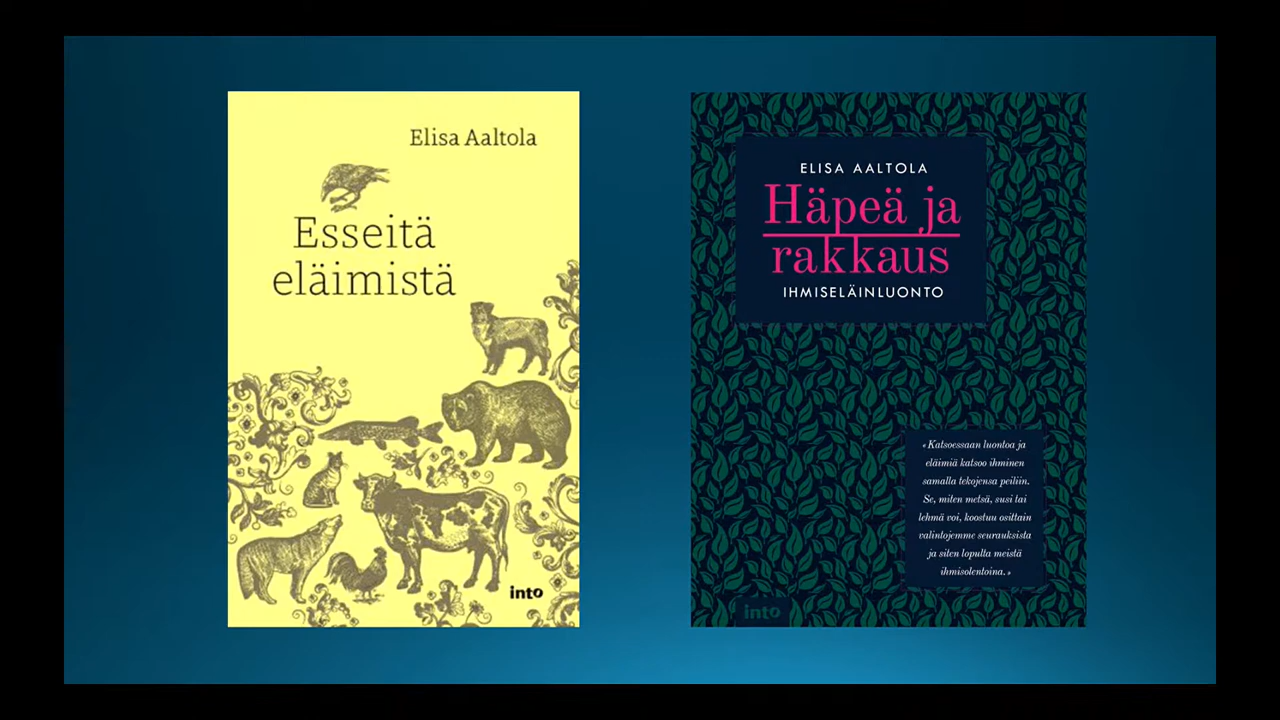 Elisa Aaltola
Esseitä
eläimistä
into
ELISA AALTOLA
Häpeä ja
rakkaus
IHMISELÄINLUONTO
«Katsoessaan luontoa ja
eläimiä katsoo ihminen
samalla tekojensa peiliin.
Se, miten metsä, susi tai
lehmä voi, koostuu osittain
valintojemme seurauksista
ja siten lopulta meistä
ihmisolentoina.»
into